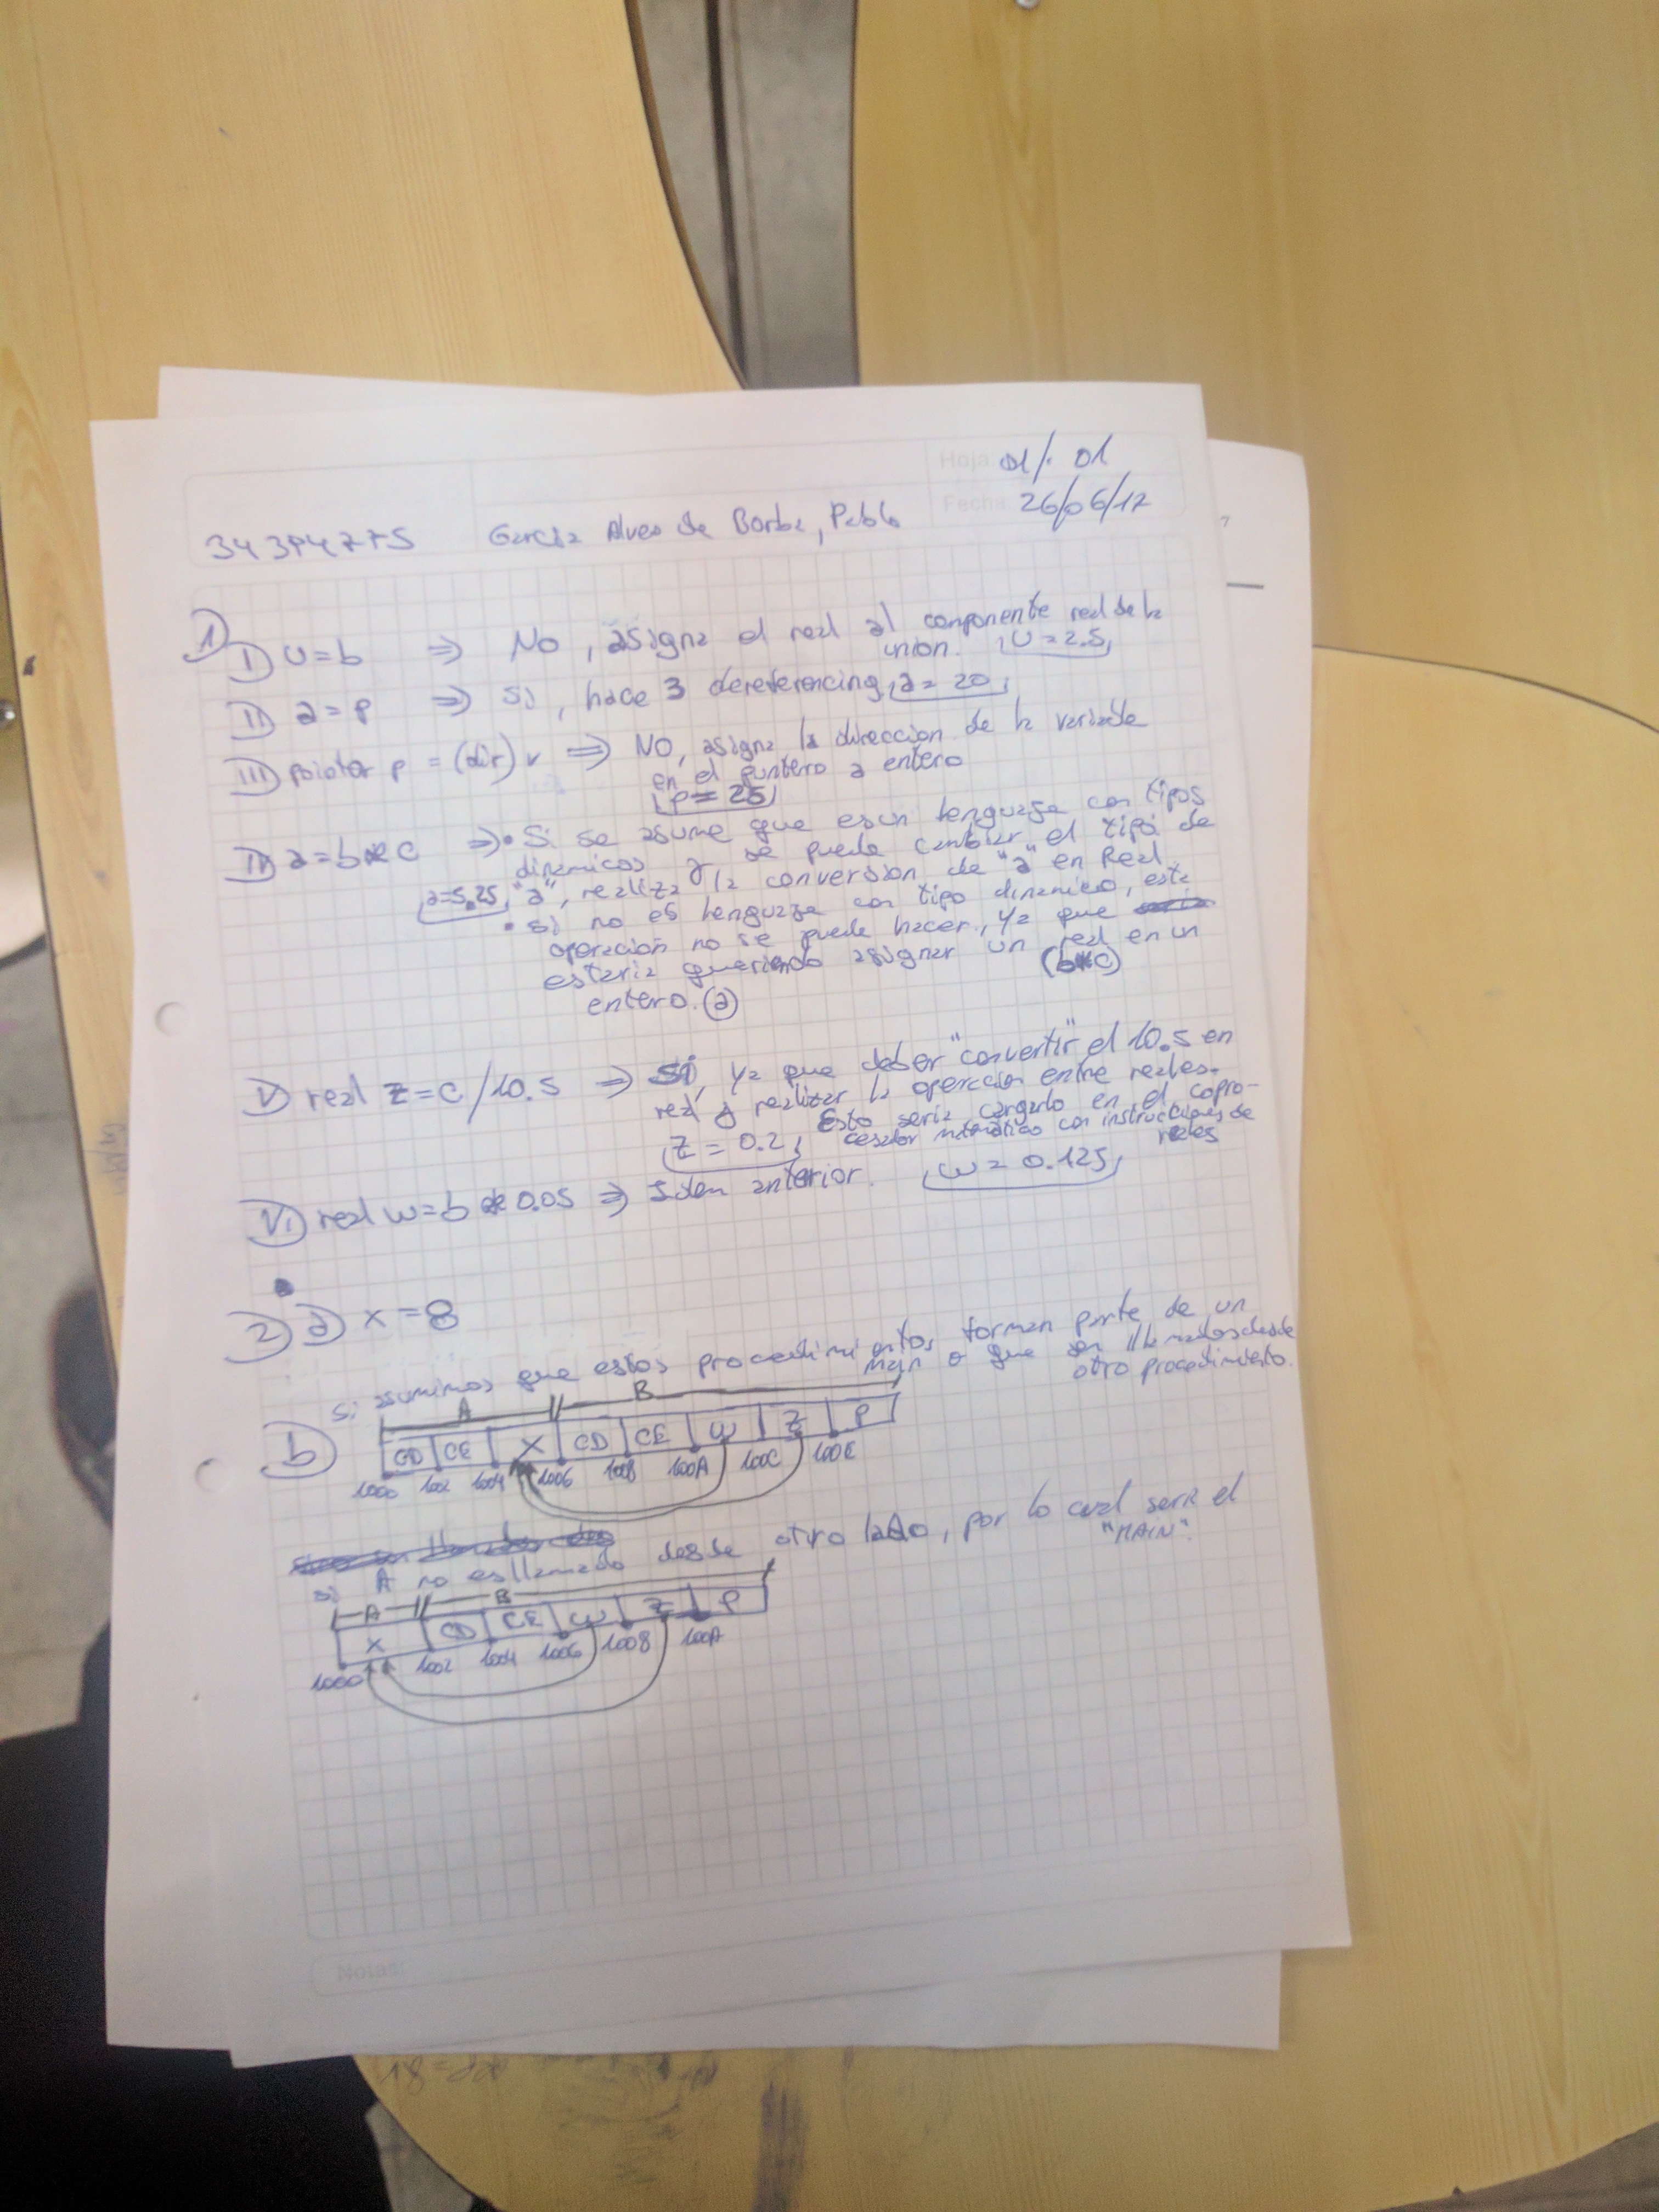 Hoja: 01/. 01
Fecha 26/06/17
34394775 Garcia Alves de Borba, Pablo
1) I) U=b ⇒ No, asigna el real al componente real de la
union. U=2.5
II) a=p ⇒ Si, hace 3 dereferencing, a=20
III) pointer p = (dir) v ⇒ NO, asigna la direccion de la variable
en el puntero a entero
p=25
IV) a=b*c ⇒ • Si se asume que es un lenguaje con tipos
dinamicos y se puede cambiar el tipo de
a=5.25 "a", realiza la conversion de "a" en Real.
• Si no es lenguaje con tipo dinamico, esta
operacion no se puede hacer, ya que
estaria queriendo asignar un real en un
(b*c)
entero. (a)
V) real z=c/10.5 ⇒ Si, ya que deber "convertir" el 10.5 en
real y realizar la operacion entre reales.
Esto seria cargarlo en el copro-
z = 0.2 cesador matematico con instrucciones de
reales
VI) real w=b*0.05 ⇒ Idem anterior. w=0.125
2) a) x=8
Si asumimos que estos procedimientos forman parte de un
main o que son llamados desde
otro procedimiento.
A B
b) CD CE X CD CE W Z P
1000 1002 1004 1006 1008 100A 100C 100E
si A no es llamado desde otro lado, por lo cual seria el
"MAIN".
A B
X CD CE W Z P
1000 1002 1004 1006 1008 100A
Notas: